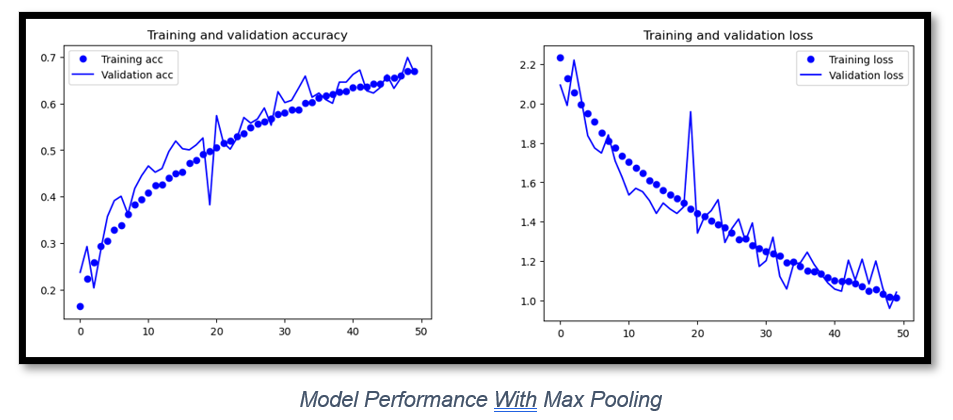 Training and validation accuracy
Training acc
Validation acc
0.7
0.6
0.5
0.4
0.3
0.2
0 10 20 30 40 50
Training and validation loss
Training loss
Validation loss
2.2
2.0
1.8
1.6
1.4
1.2
1.0
0 10 20 30 40 50
Model Performance With Max Pooling